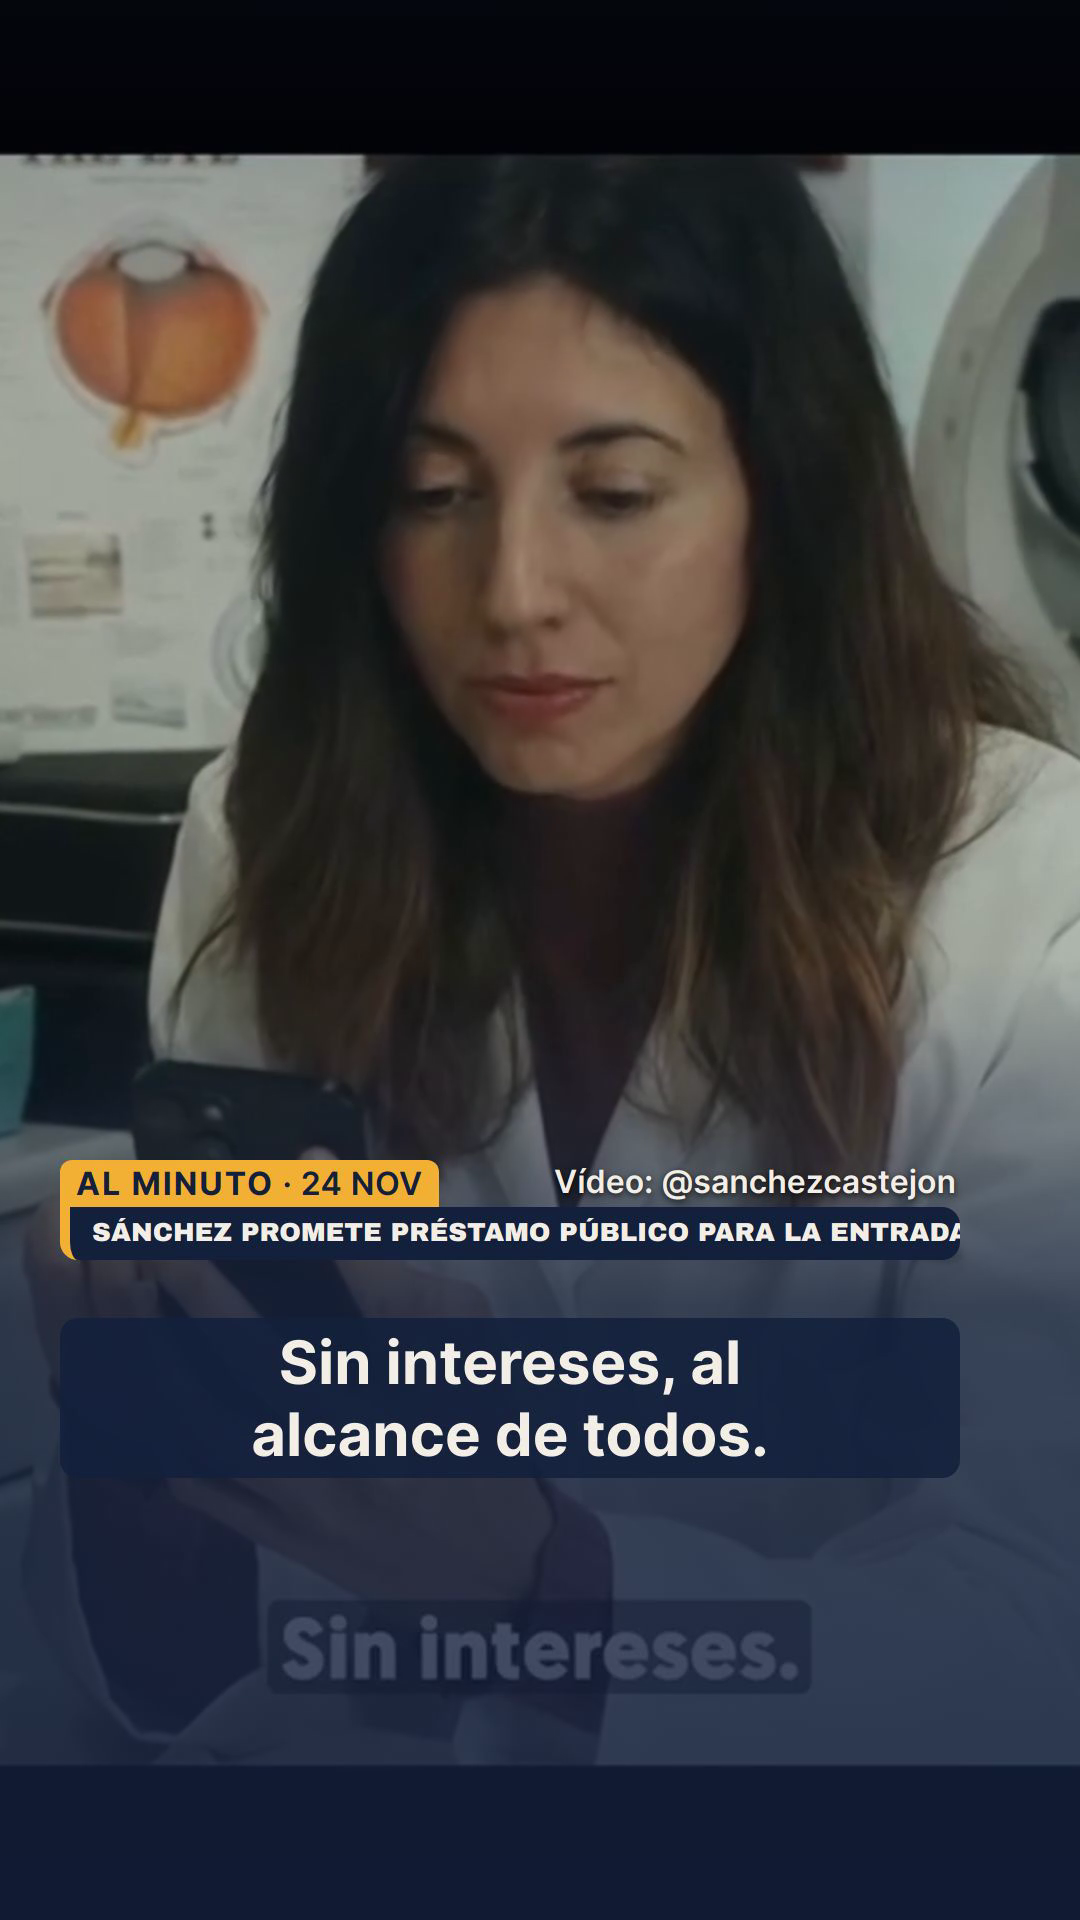 AL MINUTO · 24 NOV
Vídeo: @sanchezcastejon
SÁNCHEZ PROMETE PRÉSTAMO PÚBLICO PARA LA ENTRADA
Sin intereses, al
alcance de todos.
Sin intereses.